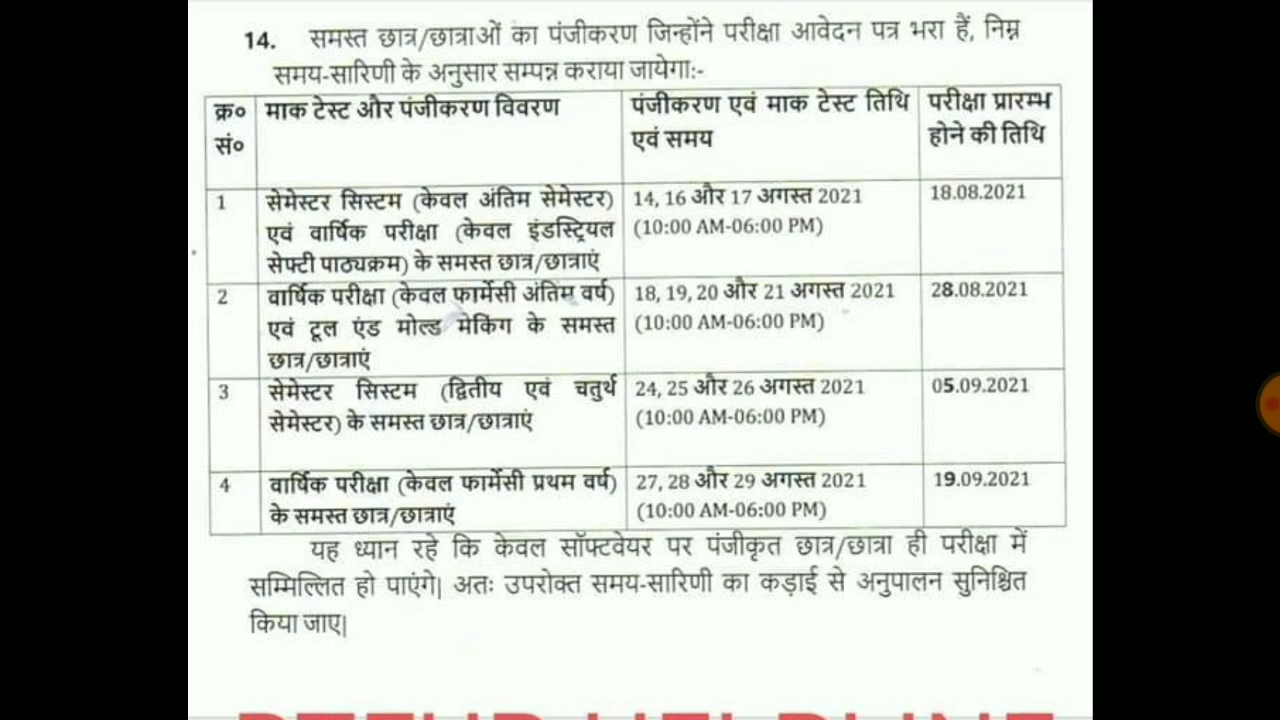 14. समस्त छात्र/छात्राओं का पंजीकरण जिन्होंने परीक्षा आवेदन पत्र भरा हैं, निम्न
समय-सारिणी के अनुसार सम्पन्न कराया जायेगा:-
क्र० माक टेस्ट और पंजीकरण विवरण पंजीकरण एवं माक टेस्ट तिथि परीक्षा प्रारम्भ
सं० एवं समय होने की तिथि
1 सेमेस्टर सिस्टम (केवल अंतिम सेमेस्टर) 14, 16 और 17 अगस्त 2021 18.08.2021
एवं वार्षिक परीक्षा (केवल इंडस्ट्रियल (10:00 AM-06:00 PM)
सेफ्टी पाठ्यक्रम) के समस्त छात्र/छात्राएं
2 वार्षिक परीक्षा (केवल फार्मेसी अंतिम वर्ष) 18, 19, 20 और 21 अगस्त 2021 28.08.2021
एवं टूल एंड मोल्ड मेकिंग के समस्त (10:00 AM-06:00 PM)
छात्र/छात्राएं
3 सेमेस्टर सिस्टम (द्वितीय एवं चतुर्थ 24, 25 और 26 अगस्त 2021 05.09.2021
सेमेस्टर) के समस्त छात्र/छात्राएं (10:00 AM-06:00 PM)
4 वार्षिक परीक्षा (केवल फार्मेसी प्रथम वर्ष) 27, 28 और 29 अगस्त 2021 19.09.2021
के समस्त छात्र/छात्राएं (10:00 AM-06:00 PM)
यह ध्यान रहे कि केवल सॉफ्टवेयर पर पंजीकृत छात्र/छात्रा ही परीक्षा में
सम्मिल्लित हो पाएंगे| अतः उपरोक्त समय-सारिणी का कड़ाई से अनुपालन सुनिश्चित
किया जाए|